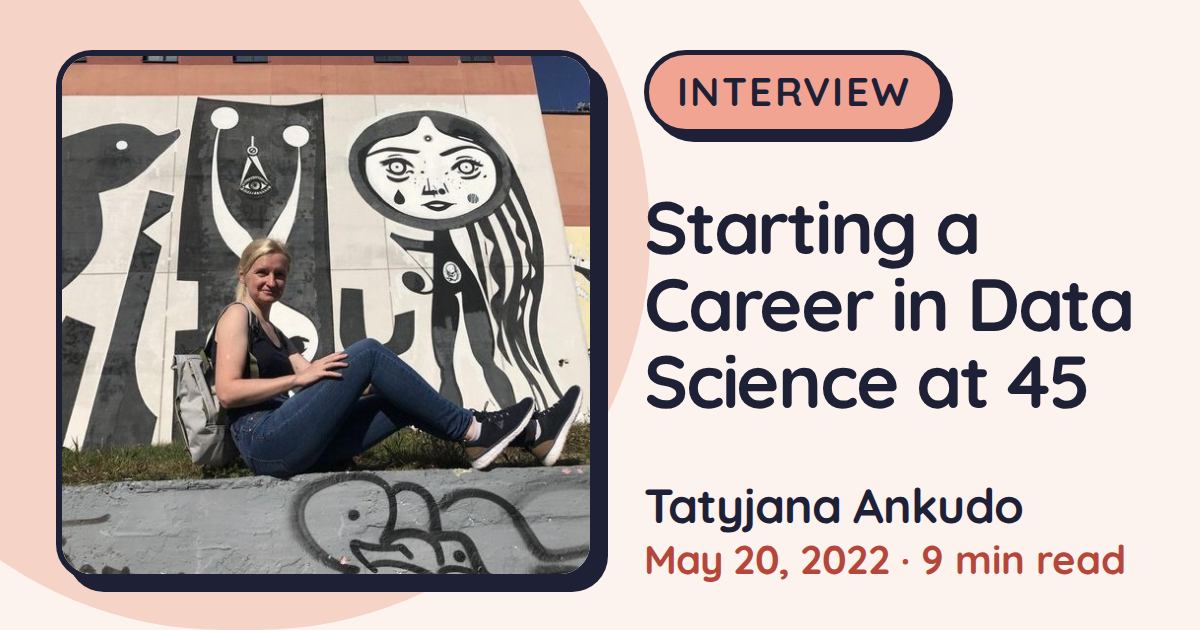 INTERVIEW
Starting a
Career in Data
Science at 45
Tatyjana Ankudo
May 20, 2022 · 9 min read